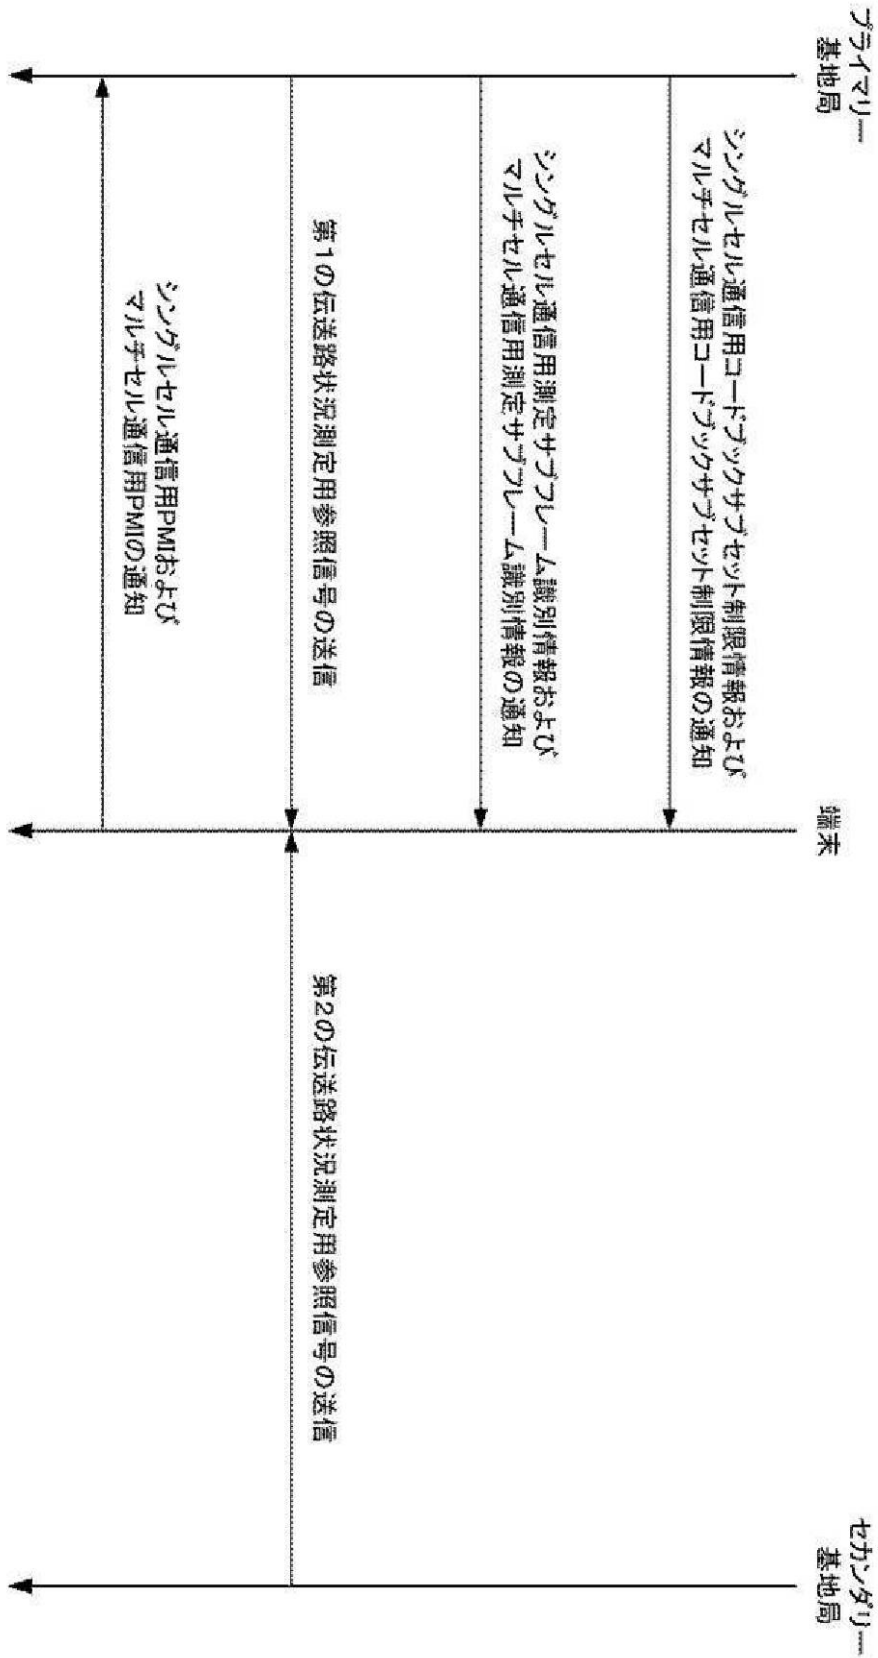 プライマリー
基地局
端末
セカンダリー
基地局
シングルセル通信用コードブックサブセット制限情報および
マルチセル通信用コードブックサブセット制限情報の通知
シングルセル通信用測定サブフレーム識別情報および
マルチセル通信用測定サブフレーム識別情報の通知
第1の伝送路状況測定用参照信号の送信
第2の伝送路状況測定用参照信号の送信
シングルセル通信用PMIおよび
マルチセル通信用PMIの通知